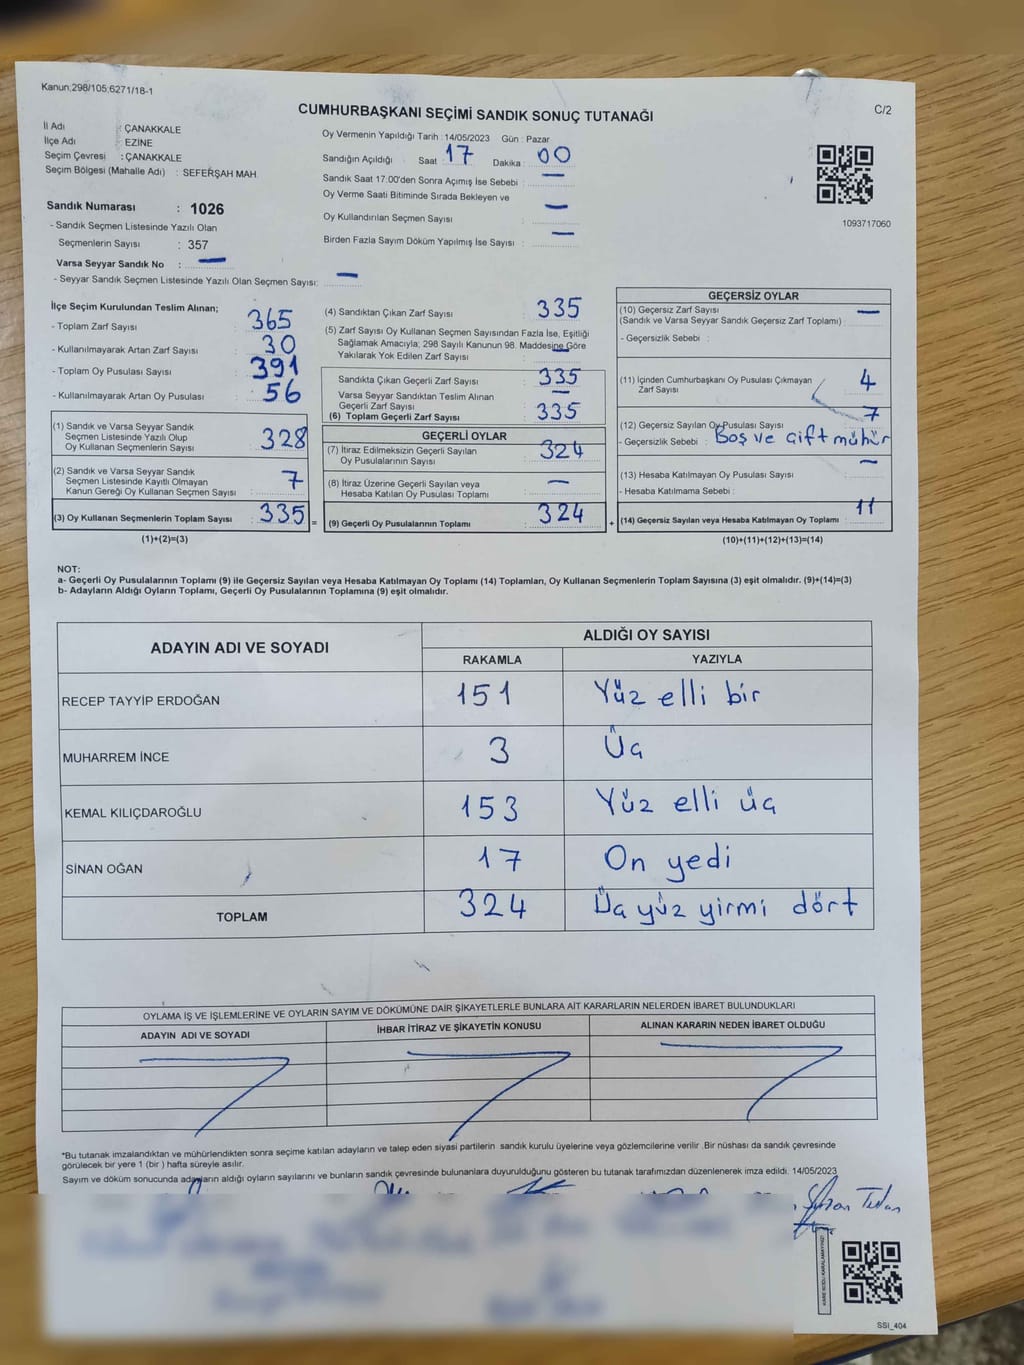 Kanun;298/105;6271/18-1
C/2
CUMHURBAŞKANI SEÇİMİ SANDIK SONUÇ TUTANAĞI
İl Adı : ÇANAKKALE
İlçe Adı : EZİNE
Seçim Çevresi : ÇANAKKALE
Seçim Bölgesi (Mahalle Adı) : SEFERŞAH MAH.
Oy Vermenin Yapıldığı Tarih : 14/05/2023 Gün : Pazar
Sandığın Açıldığı Saat : 17 Dakika : 00
Sandık Saat 17.00'den Sonra Açımış İse Sebebi : —
Oy Verme Saati Bitiminde Sırada Bekleyen ve
Oy Kullandırılan Seçmen Sayısı : —
Birden Fazla Sayım Döküm Yapılmış İse Sayısı : —
1093717060
Sandık Numarası : 1026
- Sandık Seçmen Listesinde Yazılı Olan
Seçmenlerin Sayısı : 357
Varsa Seyyar Sandık No : —
- Seyyar Sandık Seçmen Listesinde Yazılı Olan Seçmen Sayısı: —
İlçe Seçim Kurulundan Teslim Alınan;
- Toplam Zarf Sayısı : 365
- Kullanılmayarak Artan Zarf Sayısı : 30
- Toplam Oy Pusulası Sayısı : 391
- Kullanılmayarak Artan Oy Pusulası : 56
(1) Sandık ve Varsa Seyyar Sandık
Seçmen Listesinde Yazılı Olup
Oy Kullanan Seçmenlerin Sayısı : 328
(2) Sandık ve Varsa Seyyar Sandık
Seçmen Listesinde Kayıtlı Olmayan
Kanun Gereği Oy Kullanan Seçmen Sayısı : 7
(3) Oy Kullanan Seçmenlerin Toplam Sayısı : 335 =
(1)+(2)=(3)
(4) Sandıktan Çıkan Zarf Sayısı : 335
(5) Zarf Sayısı Oy Kullanan Seçmen Sayısından Fazla İse, Eşitliği
Sağlamak Amacıyla; 298 Sayılı Kanunun 98. Maddesine Göre
Yakılarak Yok Edilen Zarf Sayısı : —
Sandıkta Çıkan Geçerli Zarf Sayısı : 335
Varsa Seyyar Sandıktan Teslim Alınan
Geçerli Zarf Sayısı : —
(6) Toplam Geçerli Zarf Sayısı : 335
GEÇERLİ OYLAR
(7) İtiraz Edilmeksizin Geçerli Sayılan
Oy Pusulalarının Sayısı : 324
(8) İtiraz Üzerine Geçerli Sayılan veya
Hesaba Katılan Oy Pusulası Toplamı : —
(9) Geçerli Oy Pusulalarının Toplamı : 324 +
GEÇERSİZ OYLAR
(10) Geçersiz Zarf Sayısı —
(Sandık ve Varsa Seyyar Sandık Geçersiz Zarf Toplamı) :
- Geçersizlik Sebebi :
(11) İçinden Cumhurbaşkanı Oy Pusulası Çıkmayan
Zarf Sayısı : 4
(12) Geçersiz Sayılan Oy Pusulası Sayısı : 7
- Geçersizlik Sebebi : Boş ve çift mühür
(13) Hesaba Katılmayan Oy Pusulası Sayısı : —
- Hesaba Katılmama Sebebi :
(14) Geçersiz Sayılan veya Hesaba Katılmayan Oy Toplamı : 11
(10)+(11)+(12)+(13)=(14)
NOT:
a- Geçerli Oy Pusulalarının Toplamı (9) ile Geçersiz Sayılan veya Hesaba Katılmayan Oy Toplamı (14) Toplamları, Oy Kullanan Seçmenlerin Toplam Sayısına (3) eşit olmalıdır. (9)+(14)=(3)
b- Adayların Aldığı Oyların Toplamı, Geçerli Oy Pusulalarının Toplamına (9) eşit olmalıdır.
ADAYIN ADI VE SOYADI ALDIĞI OY SAYISI
RAKAMLA YAZIYLA
RECEP TAYYİP ERDOĞAN 151 Yüz elli bir
MUHARREM İNCE 3 Üç
KEMAL KILIÇDAROĞLU 153 Yüz elli üç
SİNAN OĞAN 17 On yedi
TOPLAM 324 Üç yüz yirmi dört
OYLAMA İŞ VE İŞLEMLERİNE VE OYLARIN SAYIM VE DÖKÜMÜNE DAİR ŞİKAYETLERLE BUNLARA AİT KARARLARIN NELERDEN İBARET BULUNDUKLARI
ADAYIN ADI VE SOYADI İHBAR İTİRAZ VE ŞİKAYETİN KONUSU ALINAN KARARIN NEDEN İBARET OLDUĞU
*Bu tutanak imzalandıktan ve mühürlendikten sonra seçime katılan adayların ve talep eden siyasi partilerin sandık kurulu üyelerine veya gözlemcilerine verilir .Bir nüshası da sandık çevresinde
görülecek bir yere 1 (bir ) hafta süreyle asılır.
Sayım ve döküm sonucunda adayların aldığı oyların sayılarını ve bunların sandık çevresinde bulunanlara duyurulduğunu gösteren bu tutanak tarafımızdan düzenlenerek imza edildi. 14/05/2023
SSİ_404